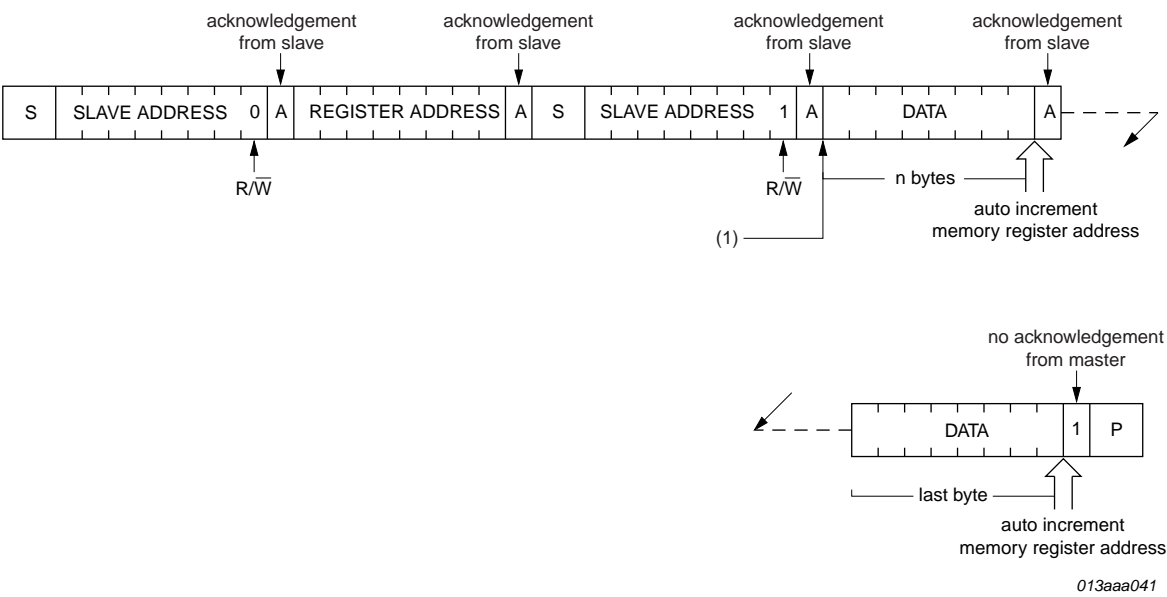 acknowledgement
from slave
acknowledgement
from slave
acknowledgement
from slave
acknowledgement
from slave
S SLAVE ADDRESS 0 A REGISTER ADDRESS A S SLAVE ADDRESS 1 A DATA A
R/W̅
R/W̅
n bytes
auto increment
memory register address
(1)
no acknowledgement
from master
DATA 1 P
last byte
auto increment
memory register address
013aaa041